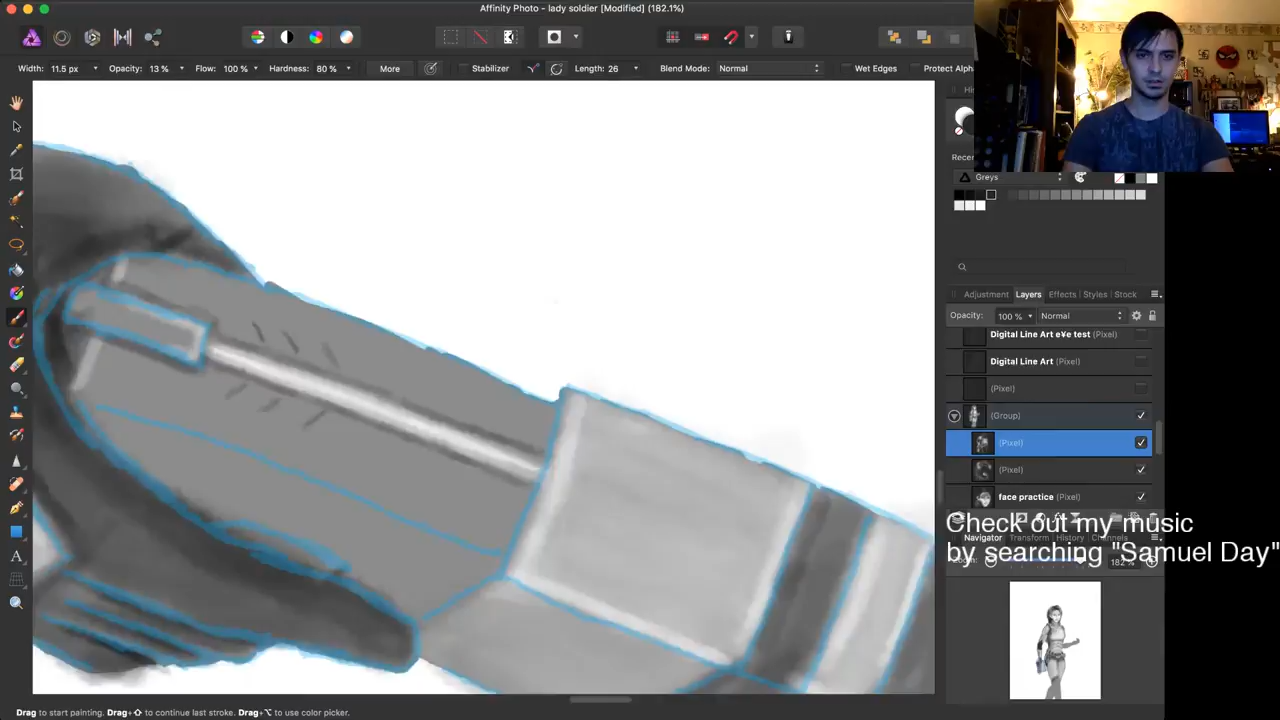 Affinity Photo - lady soldier [Modified] (182.1%)
Width: 11.5 px Opacity: 13 % Flow: 100 % Hardness: 80 % More Stabilizer Length: 26 Blend Mode: Normal Wet Edges Protect Alpha
Hi
Rece
Greys
Adjustment Layers Effects Styles Stock
Opacity: 100 % Normal
Digital Line Art e¥e test (Pixel)
Digital Line Art (Pixel)
(Pixel)
(Group)
(Pixel)
(Pixel)
face practice (Pixel)
Check out my music
Navigator Transform History Channels
by searching "Samuel Day"
182 %
Drag to start painting. Drag+⇧ to continue last stroke. Drag+⌥ to use color picker.